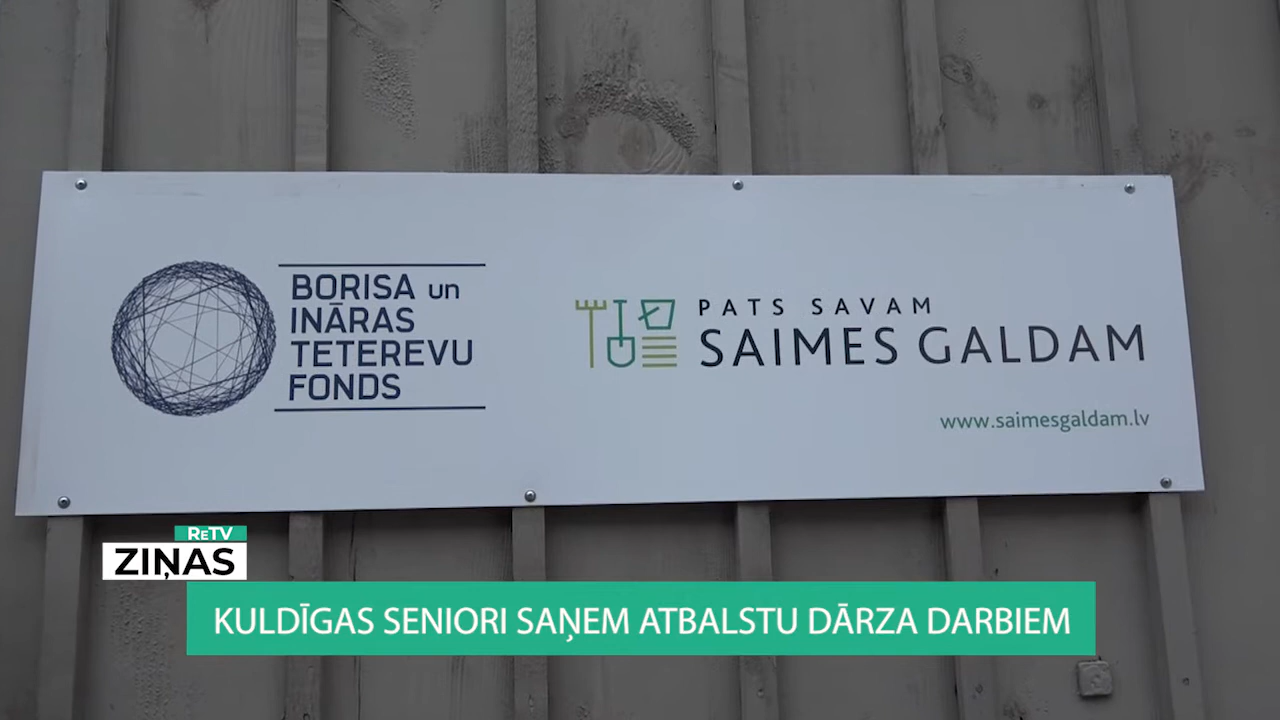 BORISA un
INĀRAS
TETEREVU
FONDS
PATS SAVAM
SAIMES GALDAM
www.saimesgaldam.lv
RETV
ZIŅAS
KULDĪGAS SENIORI SAŅEM ATBALSTU DĀRZA DARBIEM